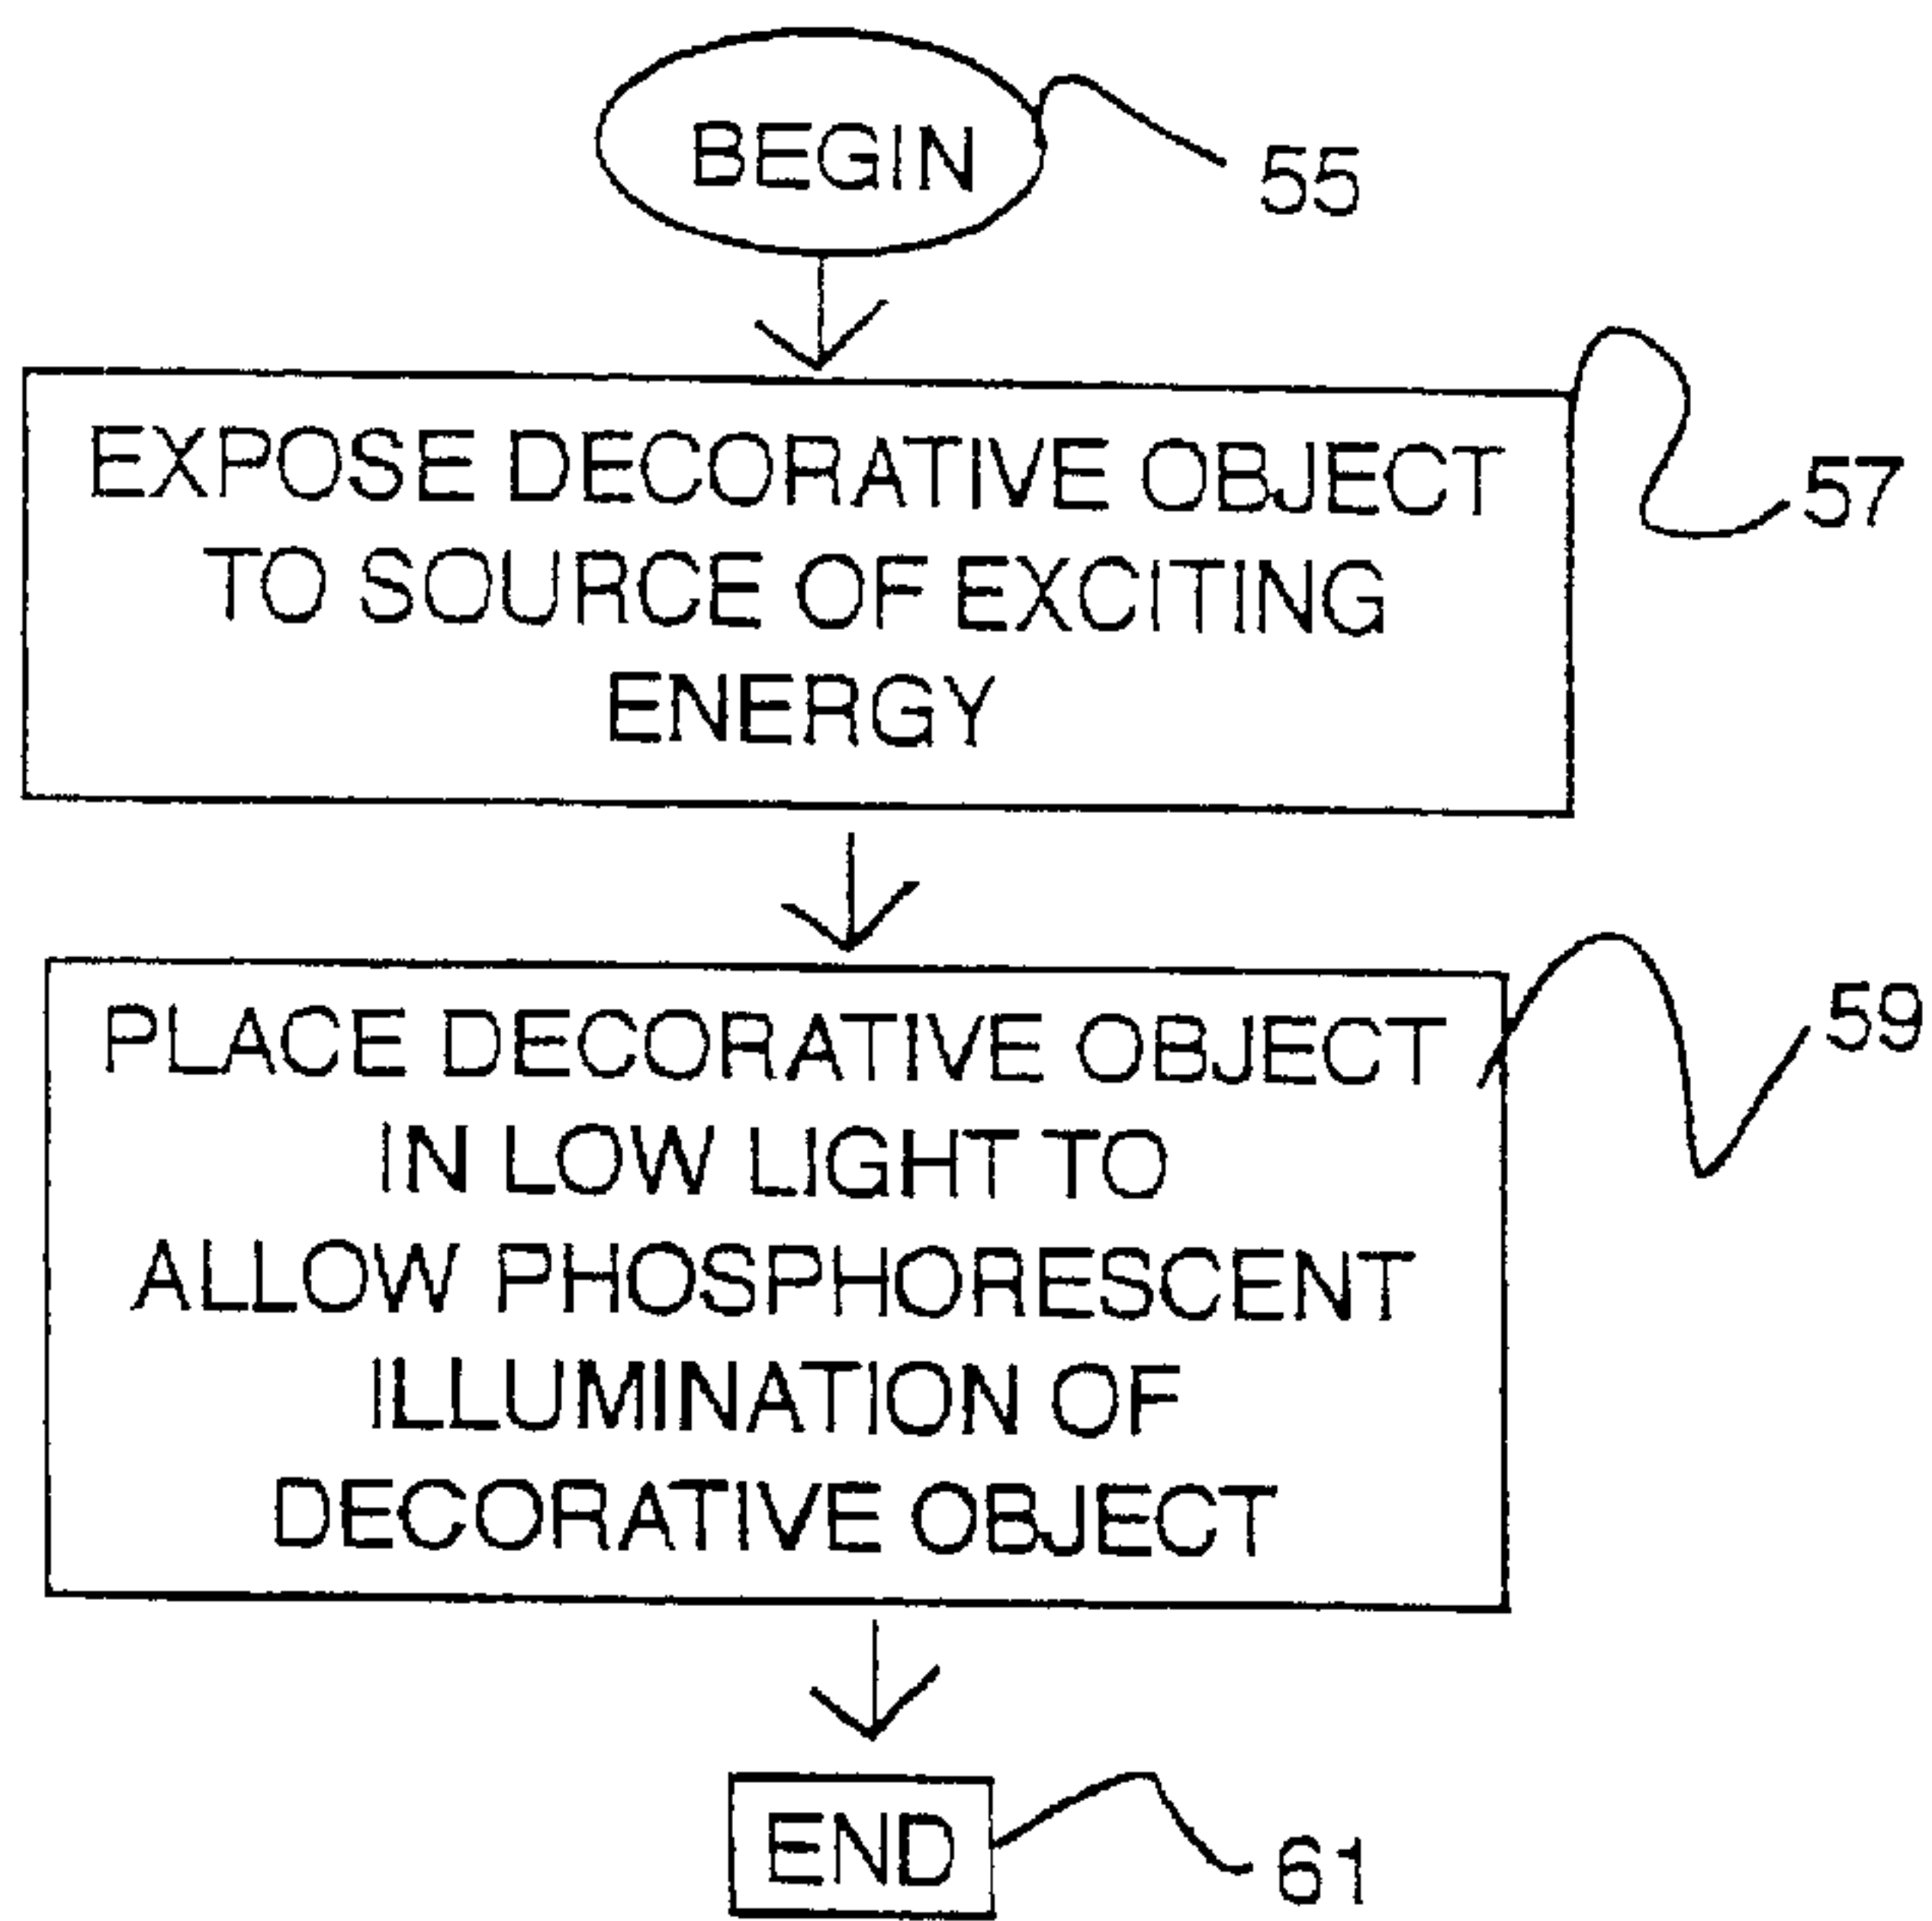 BEGIN
55
EXPOSE DECORATIVE OBJECT
TO SOURCE OF EXCITING
ENERGY
57
PLACE DECORATIVE OBJECT
IN LOW LIGHT TO
ALLOW PHOSPHORESCENT
ILLUMINATION OF
DECORATIVE OBJECT
59
END
61